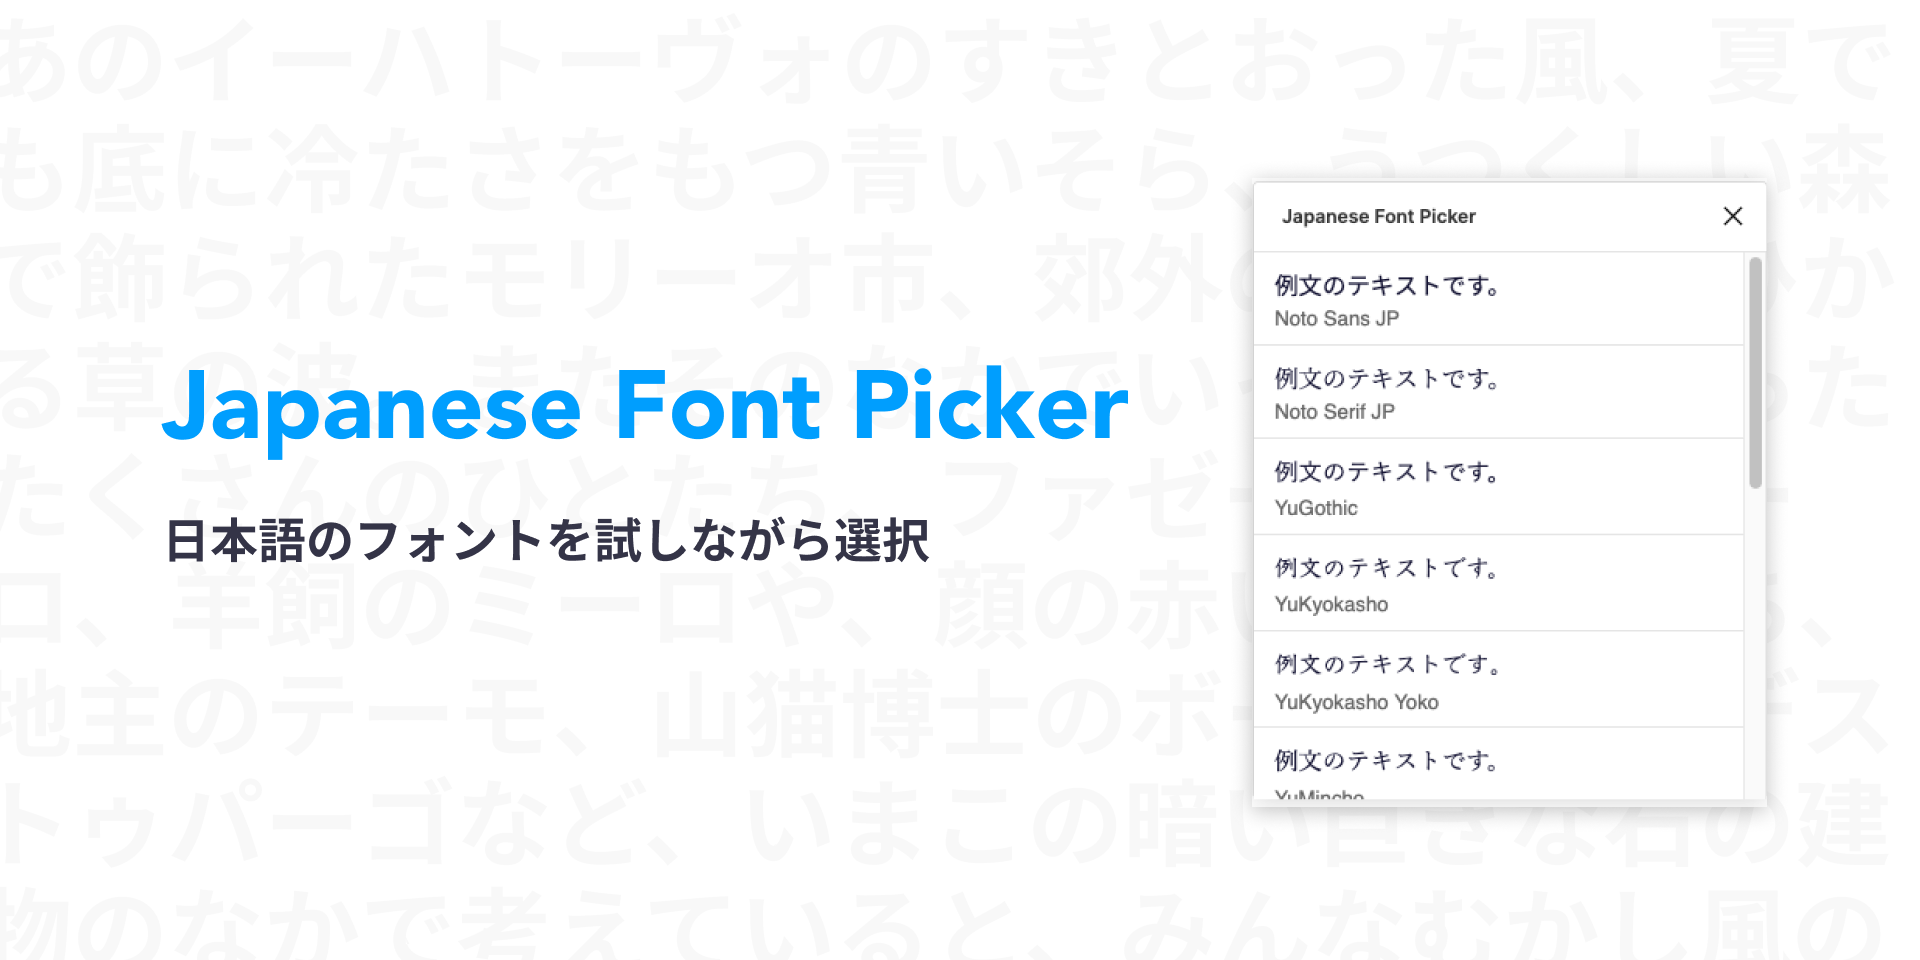 あのイーハトーヴォのすきとおった風、夏で
も底に冷たさをもつ青いそら、うつくしい森
で飾られたモリーオ市、郊外の
か
る草の波
また
その
なかでい
た
たくさんのひとたち、ファゼー
ロ、羊飼のミーロや、顔の赤い
、
地主のテーモ、山猫博士のボー
デス
トゥパーゴなど、いまこの暗い巨きな石の建
物のなかで考えていると、みんなむかし風の
Japanese Font Picker
日本語のフォントを試しながら選択
Japanese Font Picker
例文のテキストです。
Noto Sans JP
例文のテキストです。
Noto Serif JP
例文のテキストです。
YuGothic
例文のテキストです。
YuKyokasho
例文のテキストです。
YuKyokasho Yoko
例文のテキストです。
YuMincho